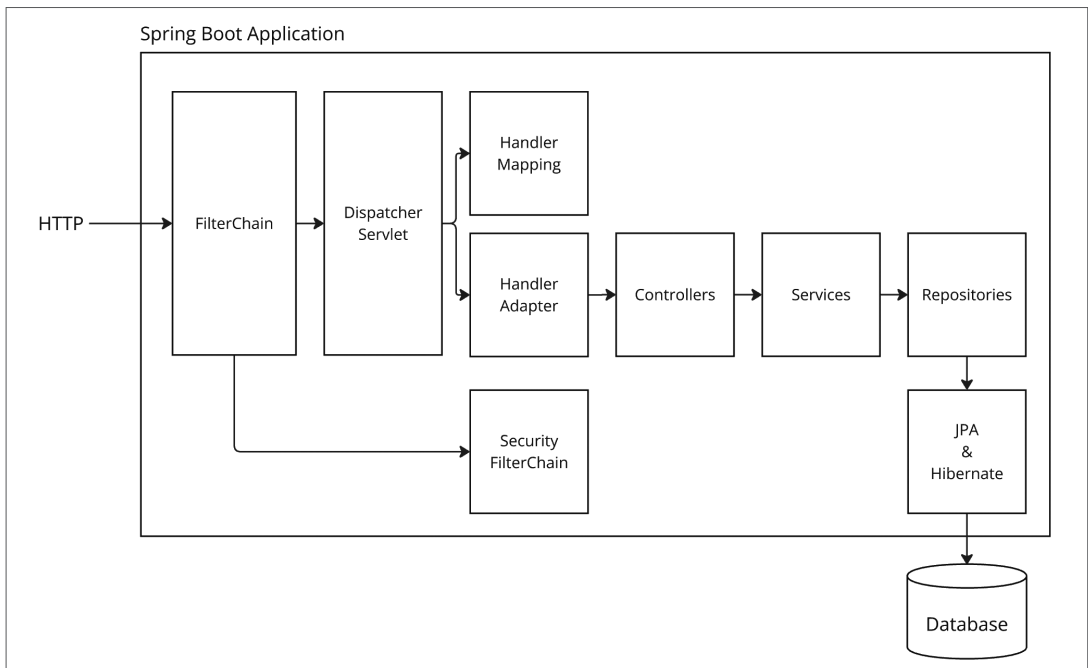 Spring Boot Application
HTTP
FilterChain
Dispatcher
Servlet
Handler
Mapping
Handler
Adapter
Controllers
Services
Repositories
Security
FilterChain
JPA
&
Hibernate
Database